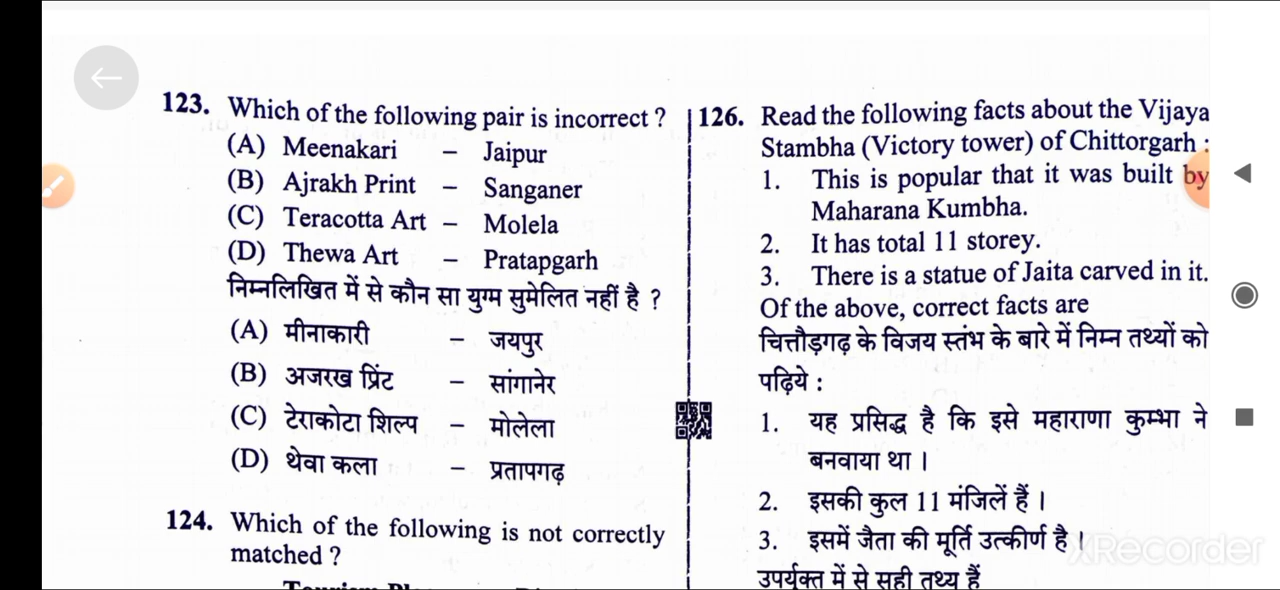 123. Which of the following pair is incorrect ?
(A) Meenakari – Jaipur
(B) Ajrakh Print – Sanganer
(C) Teracotta Art – Molela
(D) Thewa Art – Pratapgarh
निम्नलिखित में से कौन सा युग्म सुमेलित नहीं है ?
(A) मीनाकारी – जयपुर
(B) अजरख प्रिंट – सांगानेर
(C) टेराकोटा शिल्प – मोलेला
(D) थेवा कला – प्रतापगढ़
124. Which of the following is not correctly
matched ?
126. Read the following facts about the Vijaya
Stambha (Victory tower) of Chittorgarh :
1. This is popular that it was built by
Maharana Kumbha.
2. It has total 11 storey.
3. There is a statue of Jaita carved in it.
Of the above, correct facts are
चित्तौड़गढ़ के विजय स्तंभ के बारे में निम्न तथ्यों को
पढ़िये :
1. यह प्रसिद्ध है कि इसे महाराणा कुम्भा ने
बनवाया था ।
2. इसकी कुल 11 मंजिलें हैं ।
3. इसमें जैता की मूर्ति उत्कीर्ण है ।
उपर्युक्त में से सही तथ्य हैं
XRecorder